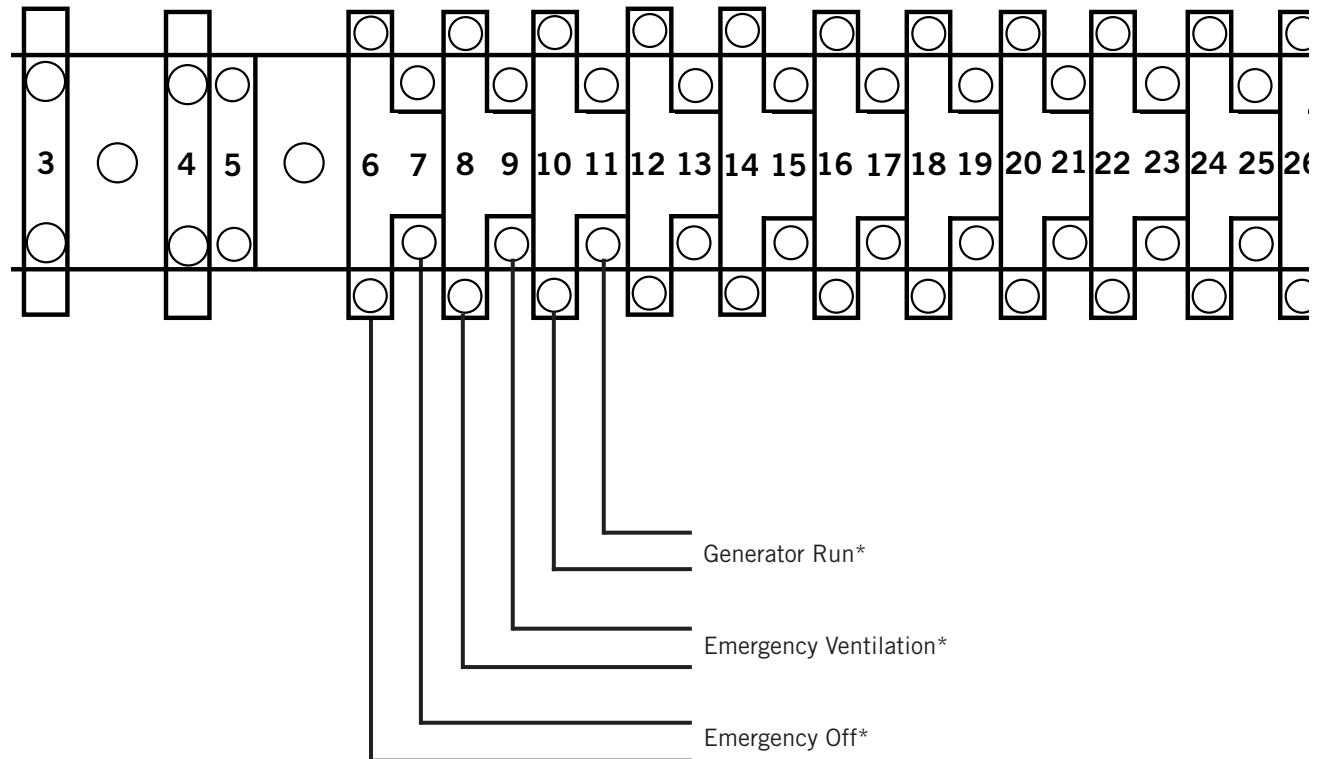 3 4 5 6 7 8 9 10 11 12 13 14 15 16 17 18 19 20 21 22 23 24 25 26
Generator Run*
Emergency Ventilation*
Emergency Off*